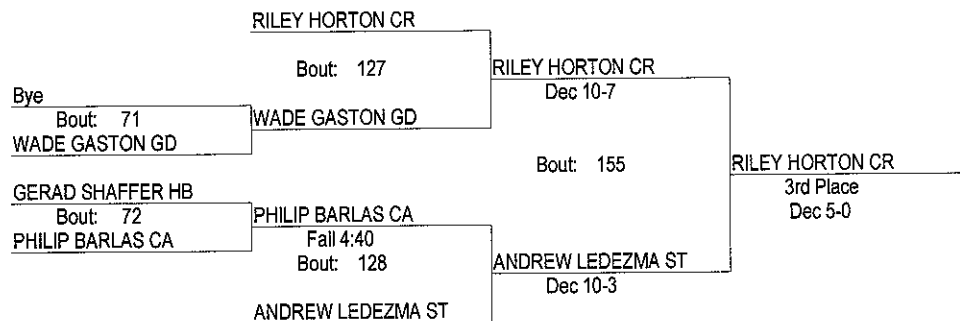 RILEY HORTON CR
Bout: 127
RILEY HORTON CR
Dec 10-7
Bye
Bout: 71
WADE GASTON GD
WADE GASTON GD
Bout: 155
RILEY HORTON CR
3rd Place
Dec 5-0
GERAD SHAFFER HB
Bout: 72
PHILIP BARLAS CA
PHILIP BARLAS CA
Fall 4:40
Bout: 128
ANDREW LEDEZMA ST
Dec 10-3
ANDREW LEDEZMA ST